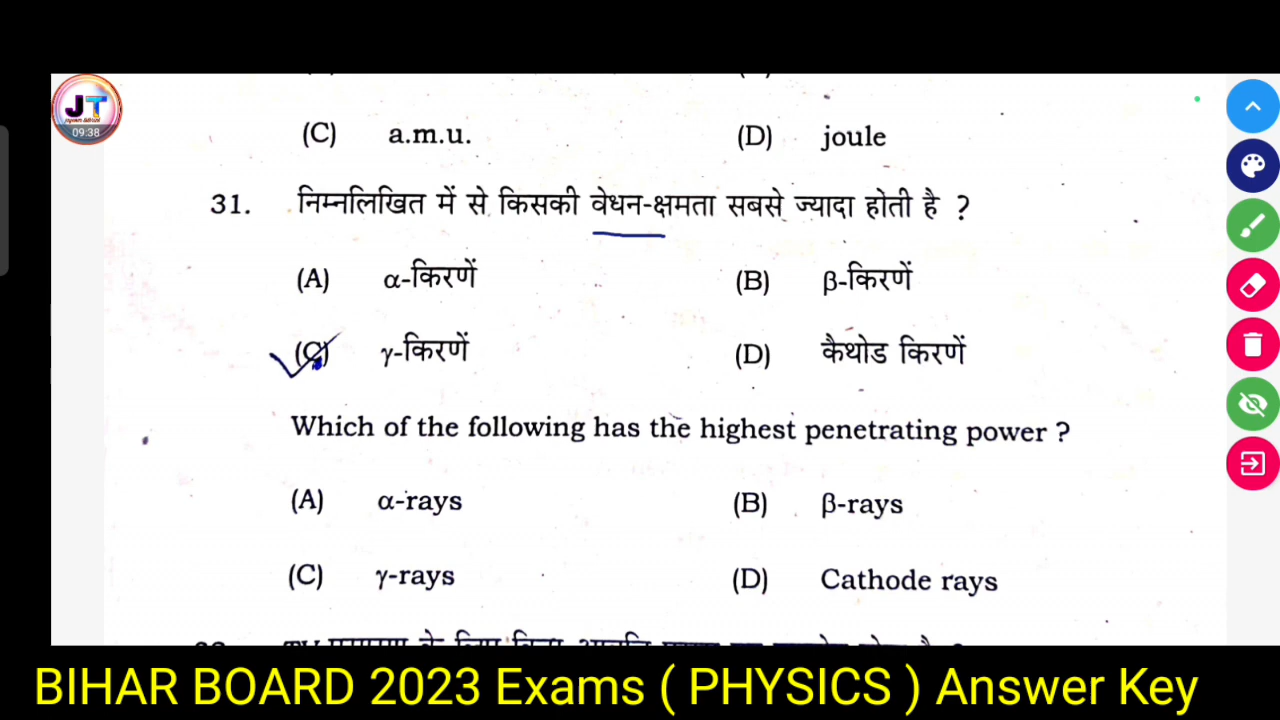 JT
09:38
(C) a.m.u. (D) joule
31. निम्नलिखित में से किसकी वेधन-क्षमता सबसे ज्यादा होती है ?
(A) α-किरणें (B) β-किरणें
(C) γ-किरणें (D) कैथोड किरणें
Which of the following has the highest penetrating power ?
(A) α-rays (B) β-rays
(C) γ-rays (D) Cathode rays
BIHAR BOARD 2023 Exams ( PHYSICS ) Answer Key